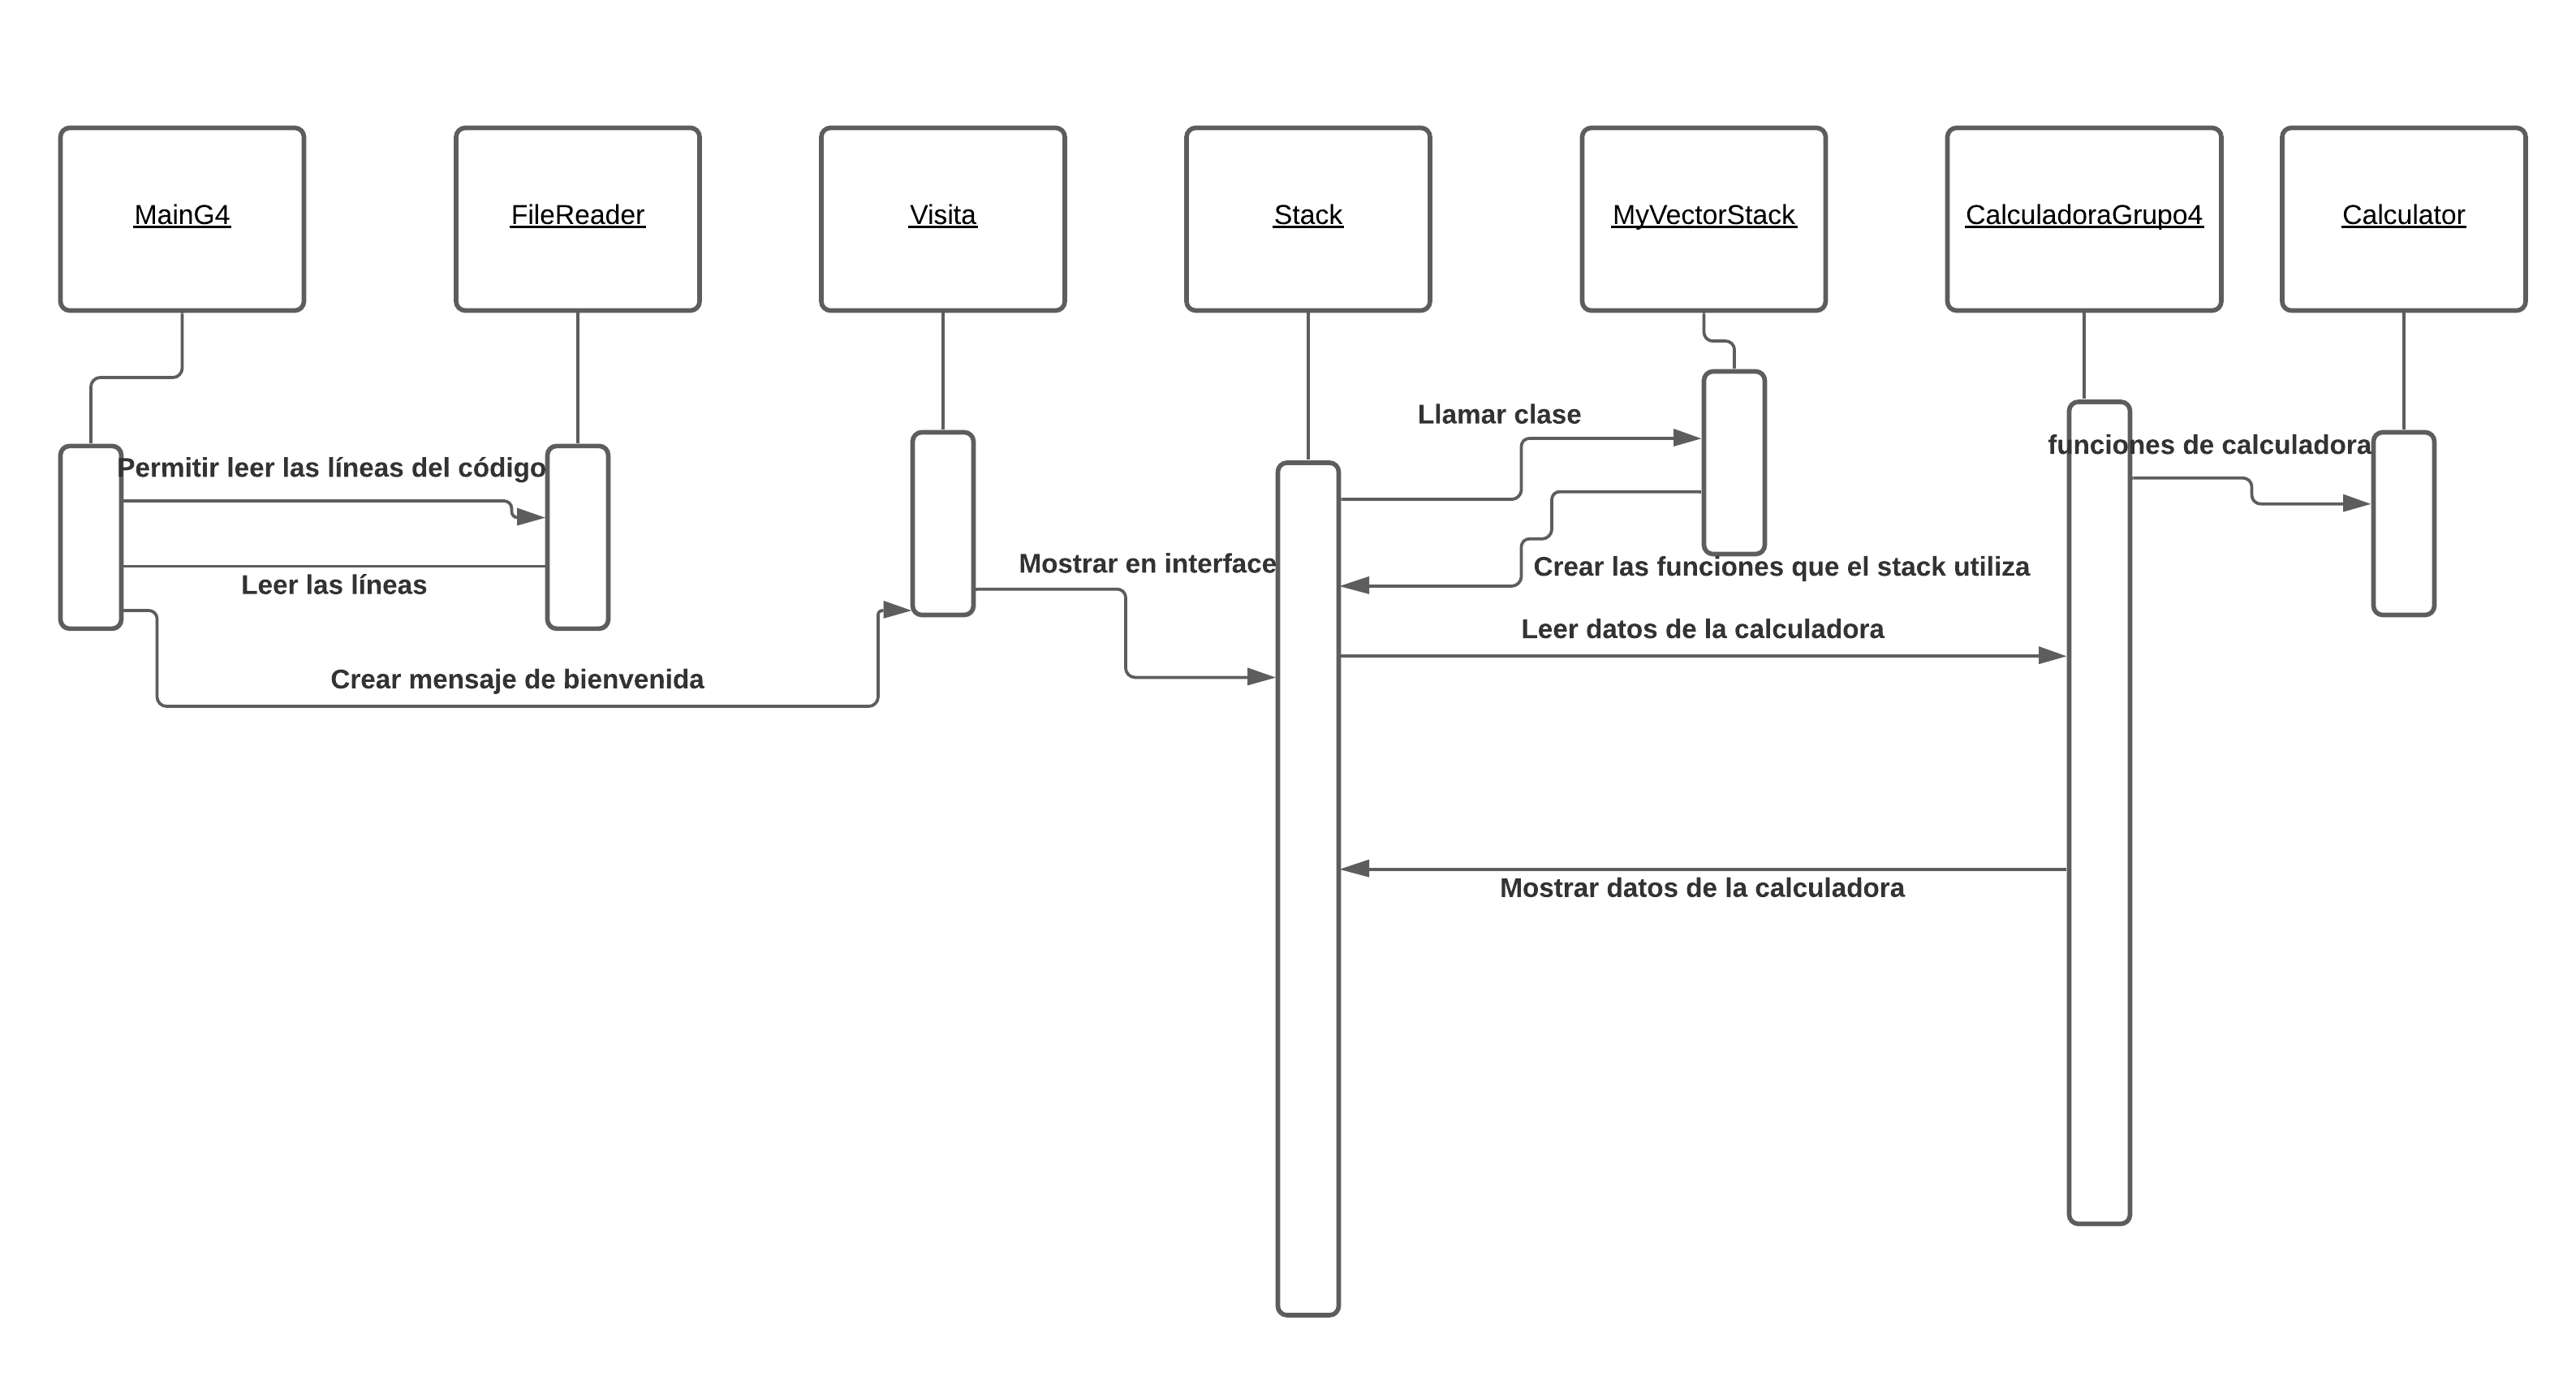 MainG4
FileReader
Visita
Stack
MyVectorStack
CalculadoraGrupo4
Calculator
Llamar clase
funciones de calculadora
Permitir leer las líneas del código
Mostrar en interface
Crear las funciones que el stack utiliza
Leer las líneas
Leer datos de la calculadora
Crear mensaje de bienvenida
Mostrar datos de la calculadora